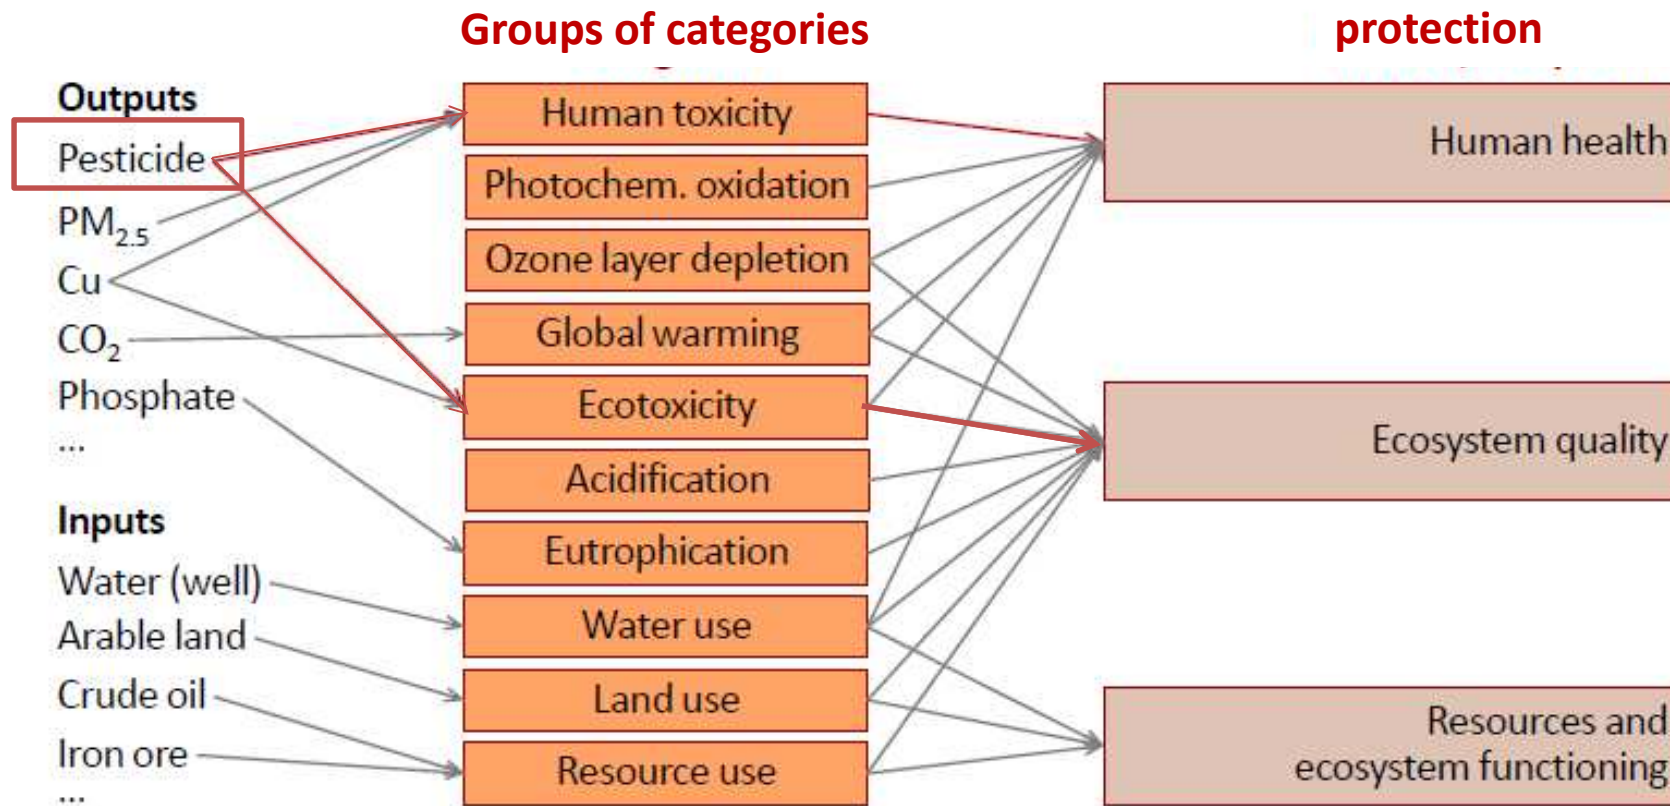 Groups of categories
protection
Outputs
Pesticide
PM2.5
Cu
CO2
Phosphate
...
Inputs
Water (well)
Arable land
Crude oil
Iron ore
...
Human toxicity
Photochem. oxidation
Ozone layer depletion
Global warming
Ecotoxicity
Acidification
Eutrophication
Water use
Land use
Resource use
Human health
Ecosystem quality
Resources and
ecosystem functioning